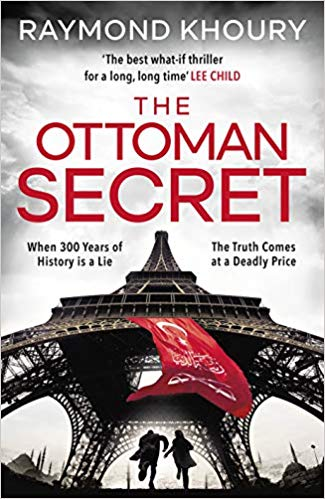 RAYMOND KHOURY
'The best what-if thriller
for a long, long time' LEE CHILD
THE
OTTOMAN
SECRET
When 300 Years of
History is a Lie
The Truth Comes
at a Deadly Price